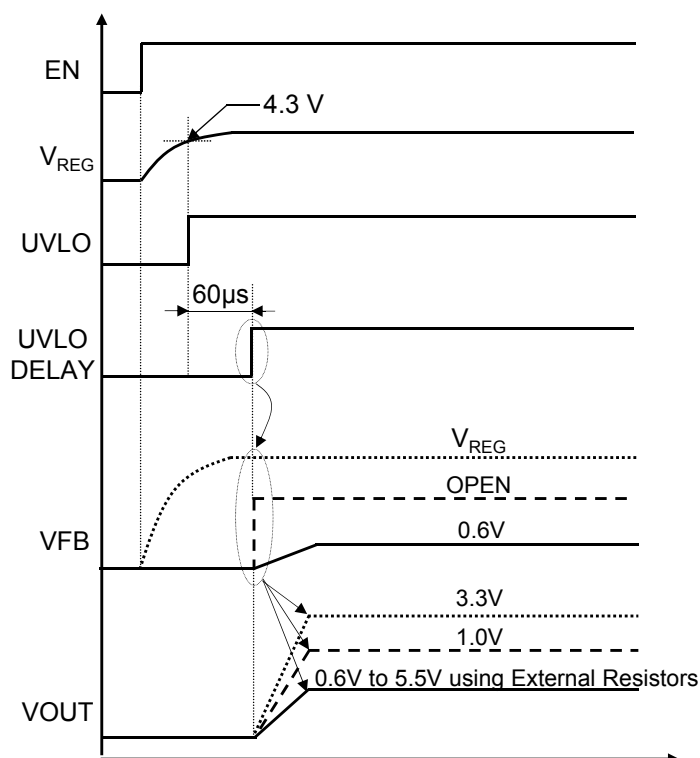 EN
4.3 V
VREG
UVLO
60µs
UVLO
DELAY
VREG
OPEN
VFB
0.6V
3.3V
1.0V
0.6V to 5.5V using External Resistors
VOUT